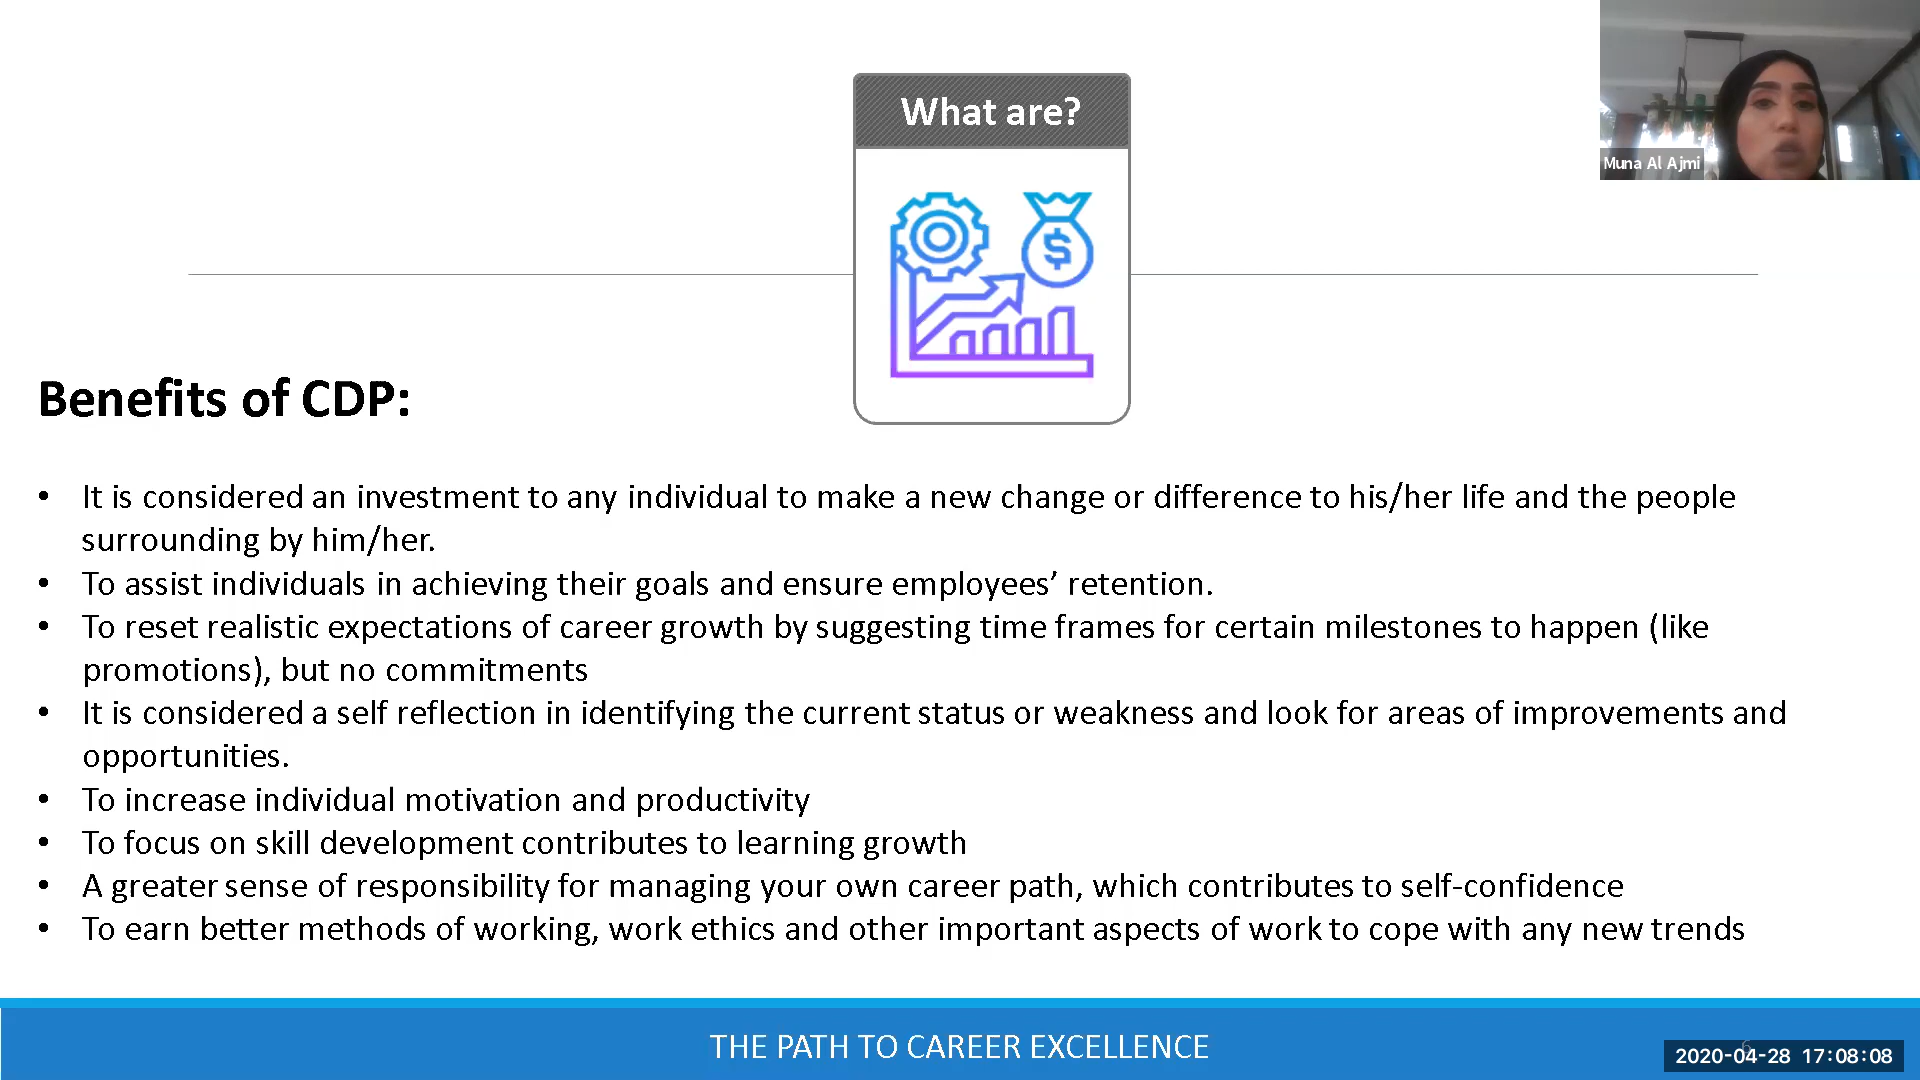 What are?
Muna Al Ajmi
$
Benefits of CDP:
• It is considered an investment to any individual to make a new change or difference to his/her life and the people
surrounding by him/her.
• To assist individuals in achieving their goals and ensure employees’ retention.
• To reset realistic expectations of career growth by suggesting time frames for certain milestones to happen (like
promotions), but no commitments
• It is considered a self reflection in identifying the current status or weakness and look for areas of improvements and
opportunities.
• To increase individual motivation and productivity
• To focus on skill development contributes to learning growth
• A greater sense of responsibility for managing your own career path, which contributes to self-confidence
• To earn better methods of working, work ethics and other important aspects of work to cope with any new trends
THE PATH TO CAREER EXCELLENCE
6
2020-04-28 17:08:08